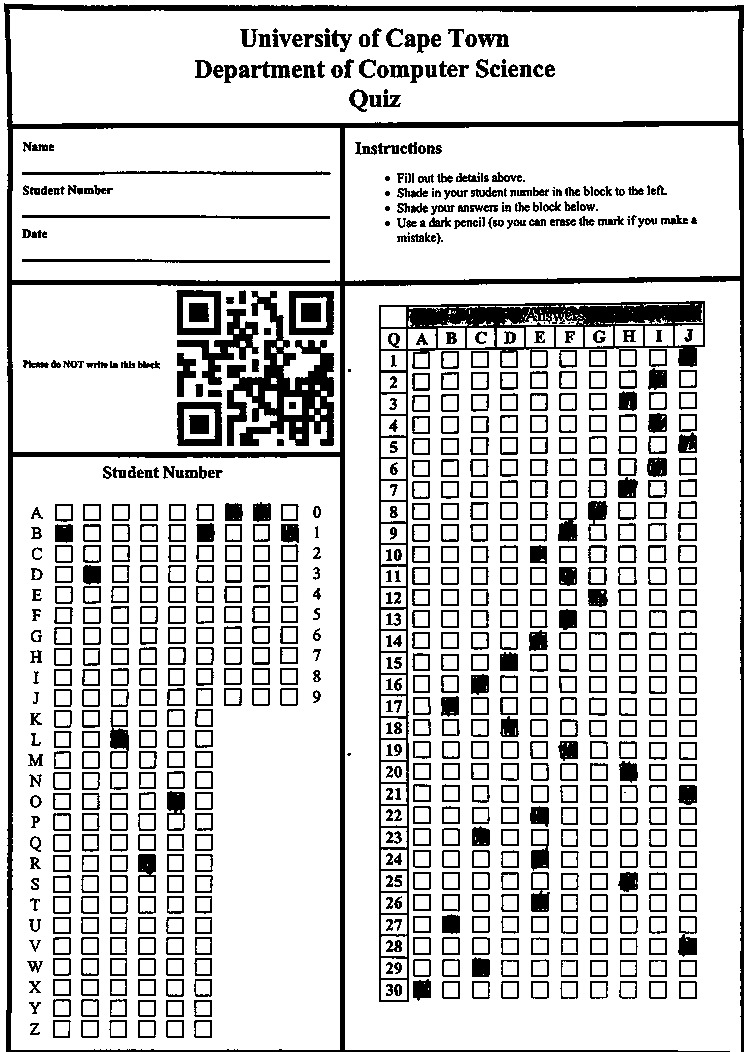 University of Cape Town
Department of Computer Science
Quiz
Name
Student Number
Date
Instructions
• Fill out the details above.
• Shade in your student number in the block to the left.
• Shade your answers in the block below.
• Use a dark pencil (so you can erase the mark if you make a
mistake).
Please do NOT write in this block
Student Number
A 0
B 1
C 2
D 3
E 4
F 5
G 6
H 7
I 8
J 9
K
L
M
N
O
P
Q
R
S
T
U
V
W
X
Y
Z
Answers
Q A B C D E F G H I J
1
2
3
4
5
6
7
8
9
10
11
12
13
14
15
16
17
18
19
20
21
22
23
24
25
26
27
28
29
30